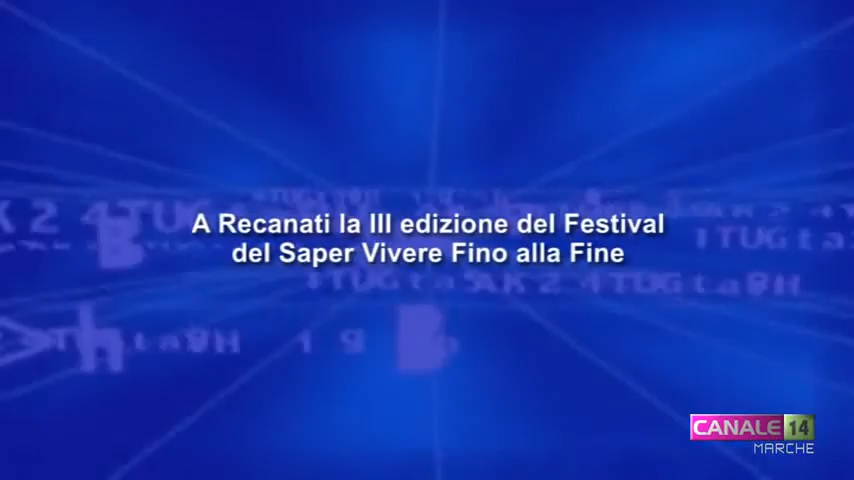 A Recanati la III edizione del Festival
del Saper Vivere Fino alla Fine
CANALE 14
MARCHE